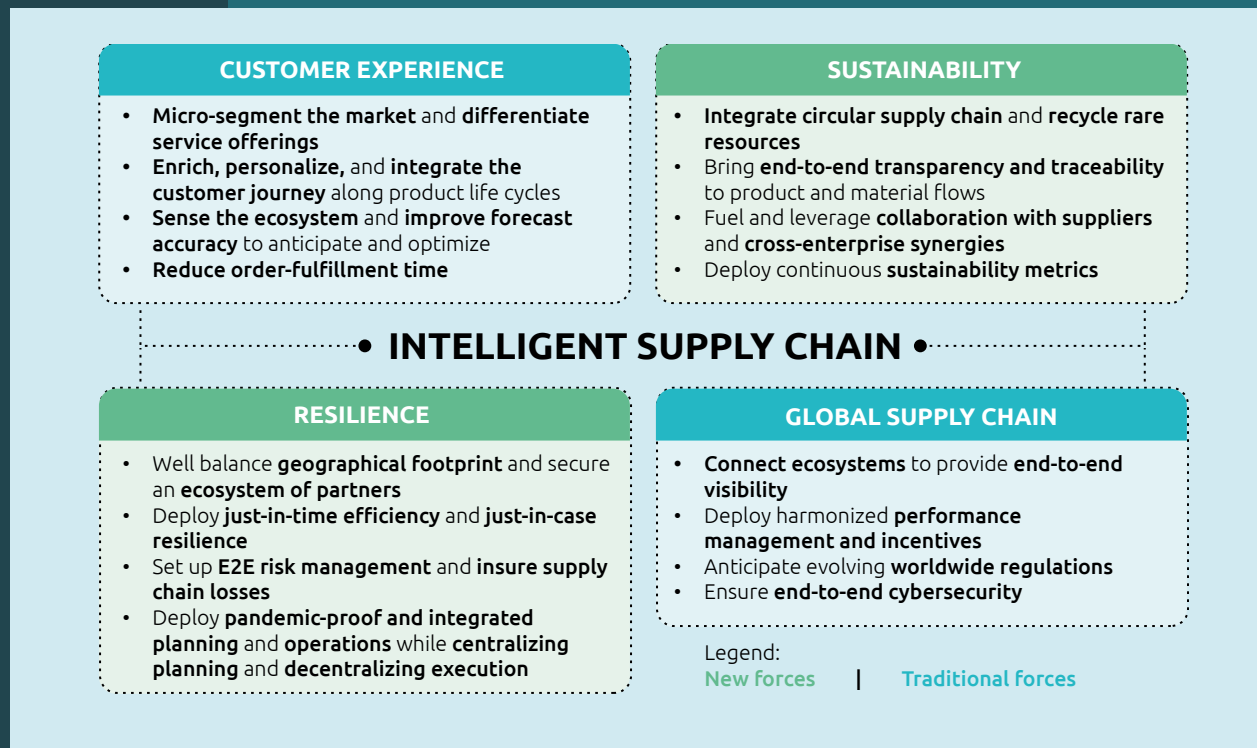 CUSTOMER EXPERIENCE
• Micro-segment the market and differentiate
service offerings
• Enrich, personalize, and integrate the
customer journey along product life cycles
• Sense the ecosystem and improve forecast
accuracy to anticipate and optimize
• Reduce order-fulfillment time
SUSTAINABILITY
• Integrate circular supply chain and recycle rare
resources
• Bring end-to-end transparency and traceability
to product and material flows
• Fuel and leverage collaboration with suppliers
and cross-enterprise synergies
• Deploy continuous sustainability metrics
INTELLIGENT SUPPLY CHAIN
RESILIENCE
• Well balance geographical footprint and secure
an ecosystem of partners
• Deploy just-in-time efficiency and just-in-case
resilience
• Set up E2E risk management and insure supply
chain losses
• Deploy pandemic-proof and integrated
planning and operations while centralizing
planning and decentralizing execution
GLOBAL SUPPLY CHAIN
• Connect ecosystems to provide end-to-end
visibility
• Deploy harmonized performance
management and incentives
• Anticipate evolving worldwide regulations
• Ensure end-to-end cybersecurity
Legend:
New forces | Traditional forces